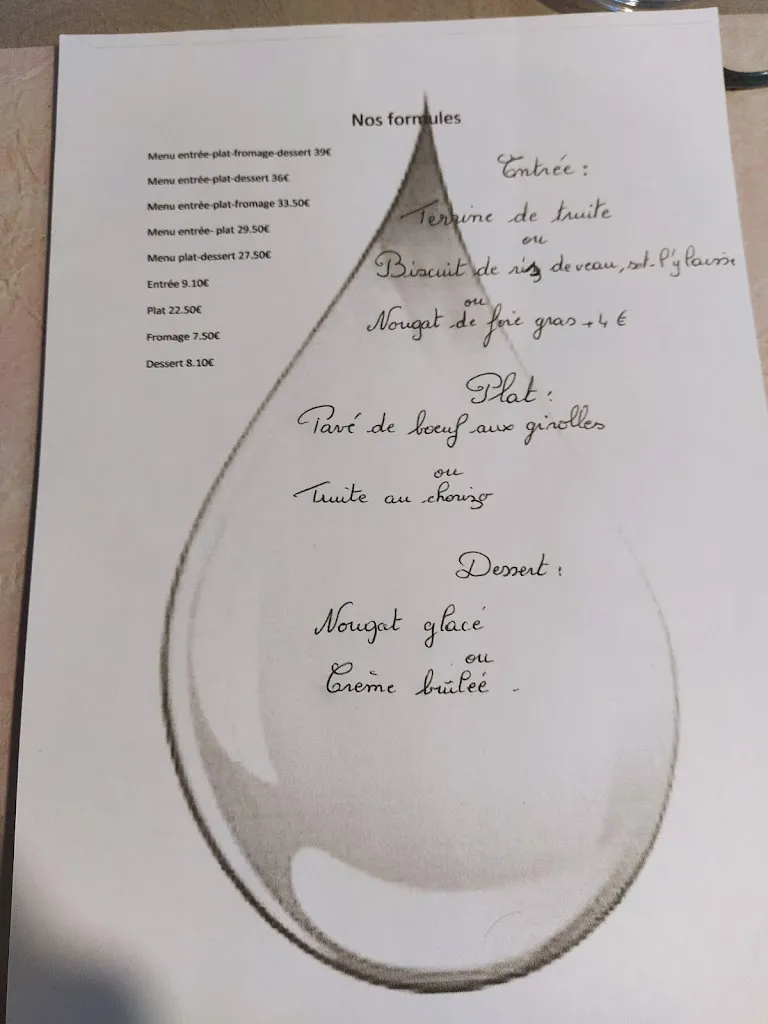 Nos formules
Menu entrée-plat-fromage-dessert 39€
Menu entrée-plat-dessert 36€
Menu entrée-plat-fromage 33.50€
Menu entrée- plat 29.50€
Menu plat-dessert 27.50€
Entrée 9.10€
Plat 22.50€
Fromage 7.50€
Dessert 8.10€
Entrée :
Terrine de truite
ou
Biscuit de ris de veau, sot-l'y laisse
ou
Nougat de foie gras + 4 €
Plat :
Pavé de boeuf aux girolles
ou
Truite au chorizo
Dessert :
Nougat glacé
ou
Crème brûleé .